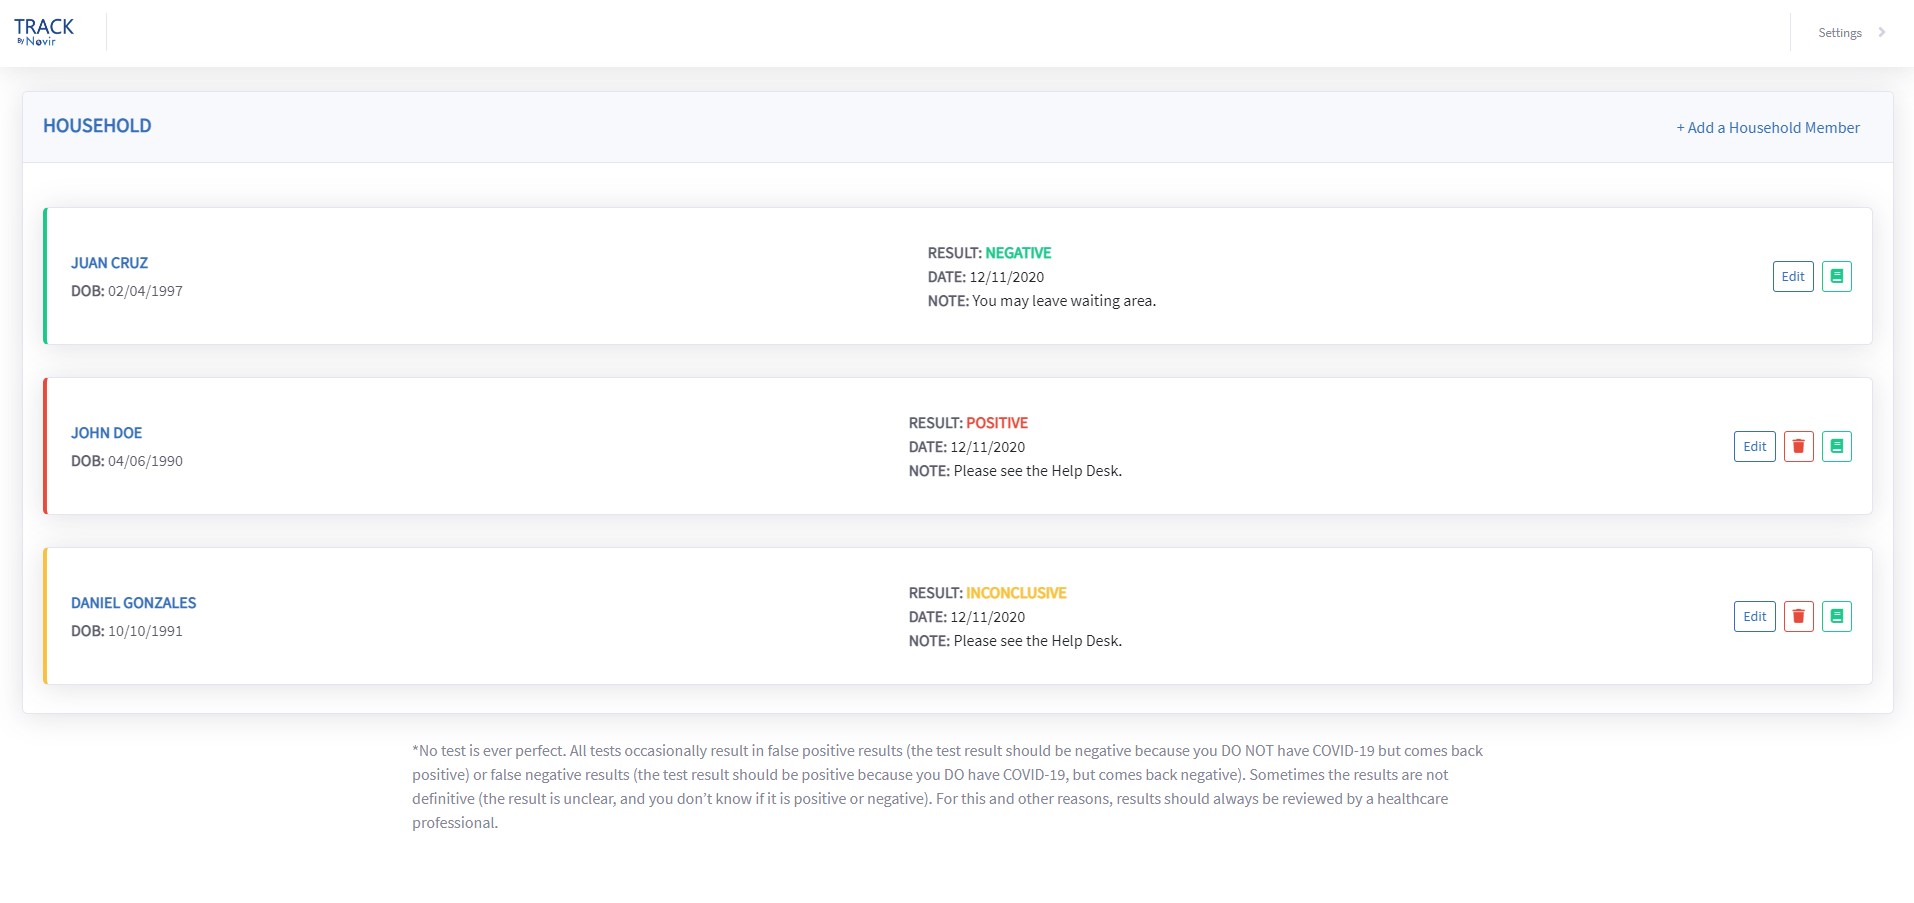 TRACK
By Novir
Settings
HOUSEHOLD
+ Add a Household Member
JUAN CRUZ
DOB: 02/04/1997
RESULT: NEGATIVE
DATE: 12/11/2020
NOTE: You may leave waiting area.
Edit
JOHN DOE
DOB: 04/06/1990
RESULT: POSITIVE
DATE: 12/11/2020
NOTE: Please see the Help Desk.
Edit
DANIEL GONZALES
DOB: 10/10/1991
RESULT: INCONCLUSIVE
DATE: 12/11/2020
NOTE: Please see the Help Desk.
Edit
*No test is ever perfect. All tests occasionally result in false positive results (the test result should be negative because you DO NOT have COVID-19 but comes back
positive) or false negative results (the test result should be positive because you DO have COVID-19, but comes back negative). Sometimes the results are not
definitive (the result is unclear, and you don’t know if it is positive or negative). For this and other reasons, results should always be reviewed by a healthcare
professional.